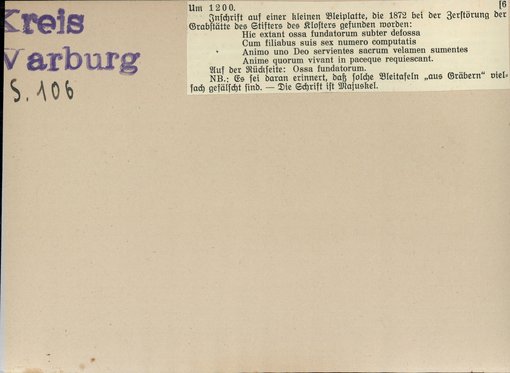 Kreis
Warburg
S. 106
Um 1200. [6
Inschrift auf einer kleinen Bleiplatte, die 1872 bei der Zerstörung der
Grabstätte des Stifters des Klosters gefunden worden:
Hic extant ossa fundatorum subter defossa
Cum filiabus suis sex numero computatis
Animo uno Deo servientes sacrum velamen sumentes
Anime quorum vivant in paceque requiescant.
Auf der Rückseite: Ossa fundatorum.
NB.: Es sei daran erinnert, daß solche Bleitafeln „aus Gräbern“ viel-
fach gefälscht sind. — Die Schrift ist Majuskel.